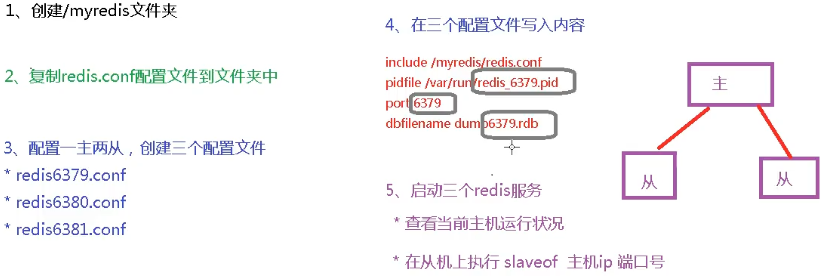 1、创建/myredis文件夹
2、复制redis.conf配置文件到文件夹中
3、配置一主两从，创建三个配置文件
* redis6379.conf
* redis6380.conf
* redis6381.conf
4、在三个配置文件写入内容
include /myredis/redis.conf
pidfile /var/run/redis_6379.pid
port 6379
dbfilename dump6379.rdb
5、启动三个redis服务
* 查看当前主机运行状况
* 在从机上执行 slaveof 主机ip 端口号
主
从
从